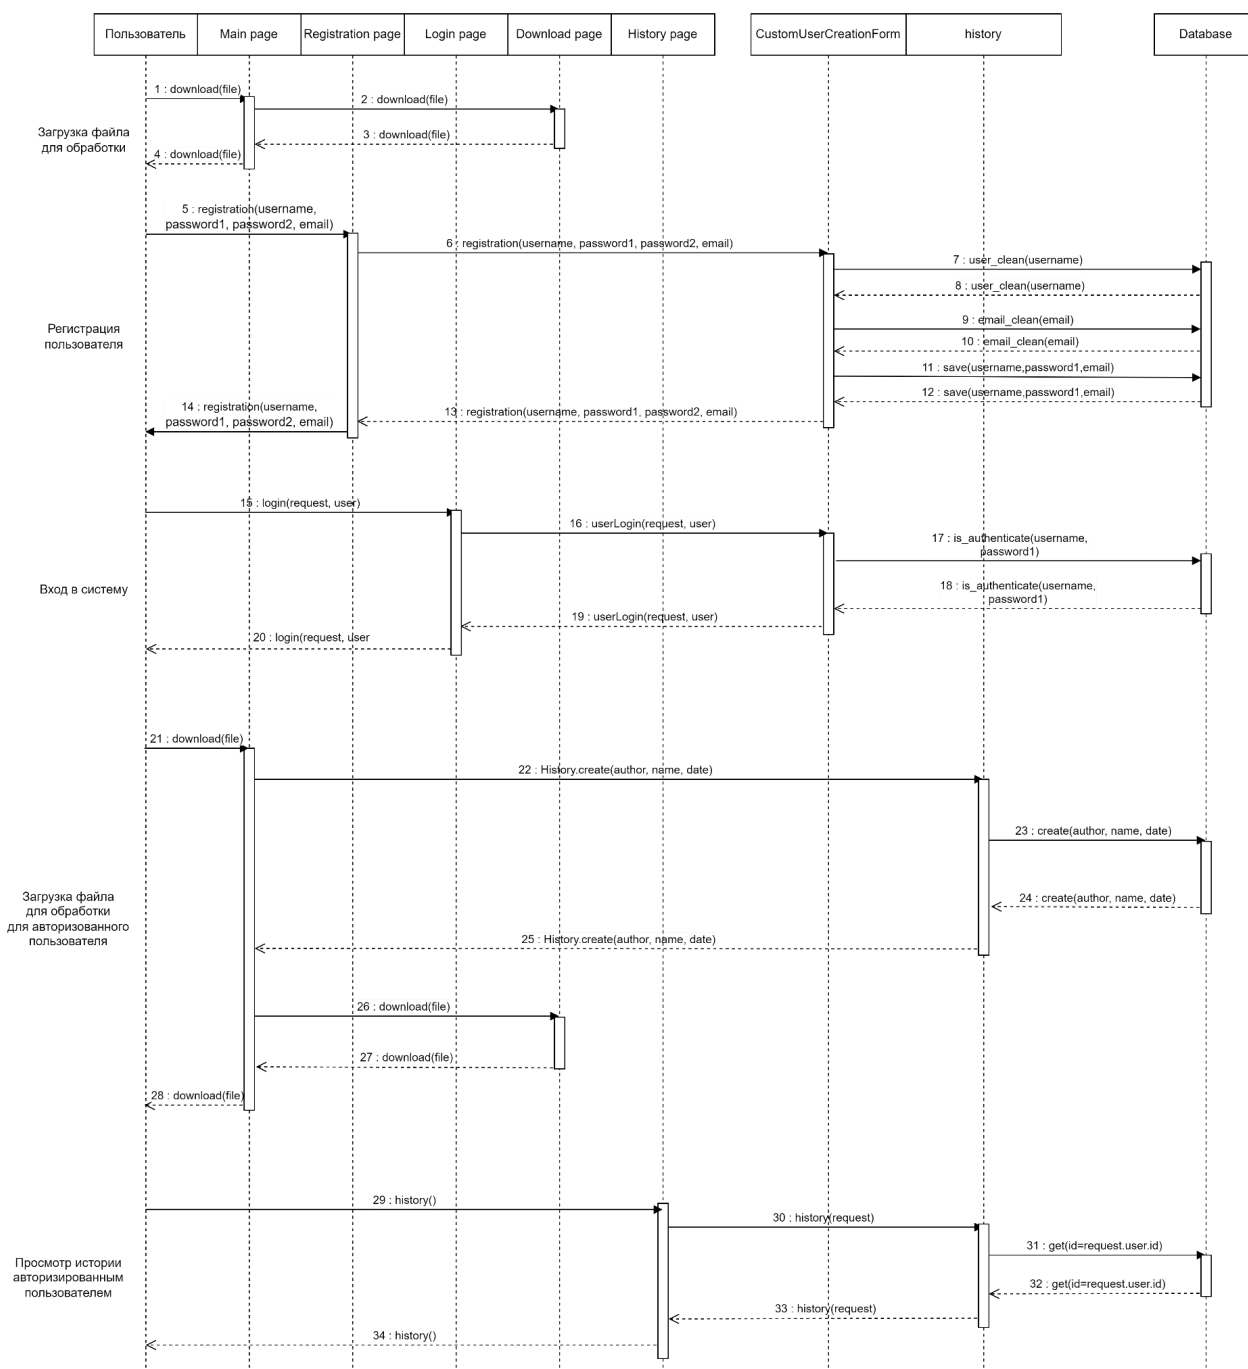 Пользователь
Main page
Registration page
Login page
Download page
History page
CustomUserCreationForm
history
Database
1 : download(file)
2 : download(file)
3 : download(file)
4 : download(file)
Загрузка файла
для обработки
5 : registration(username,
password1, password2, email)
6 : registration(username, password1, password2, email)
7 : user_clean(username)
8 : user_clean(username)
9 : email_clean(email)
10 : email_clean(email)
11 : save(username,password1,email)
12 : save(username,password1,email)
13 : registration(username, password1, password2, email)
14 : registration(username,
password1, password2, email)
Регистрация
пользователя
15 : login(request, user)
16 : userLogin(request, user)
17 : is_authenticate(username,
password1)
18 : is_authenticate(username,
password1)
19 : userLogin(request, user)
20 : login(request, user
Вход в систему
21 : download(file)
22 : History.create(author, name, date)
23 : create(author, name, date)
24 : create(author, name, date)
25 : History.create(author, name, date)
26 : download(file)
27 : download(file)
28 : download(file)
Загрузка файла
для обработки
для авторизованного
пользователя
29 : history()
30 : history(request)
31 : get(id=request.user.id)
32 : get(id=request.user.id)
33 : history(request)
34 : history()
Просмотр истории
авторизированным
пользователем